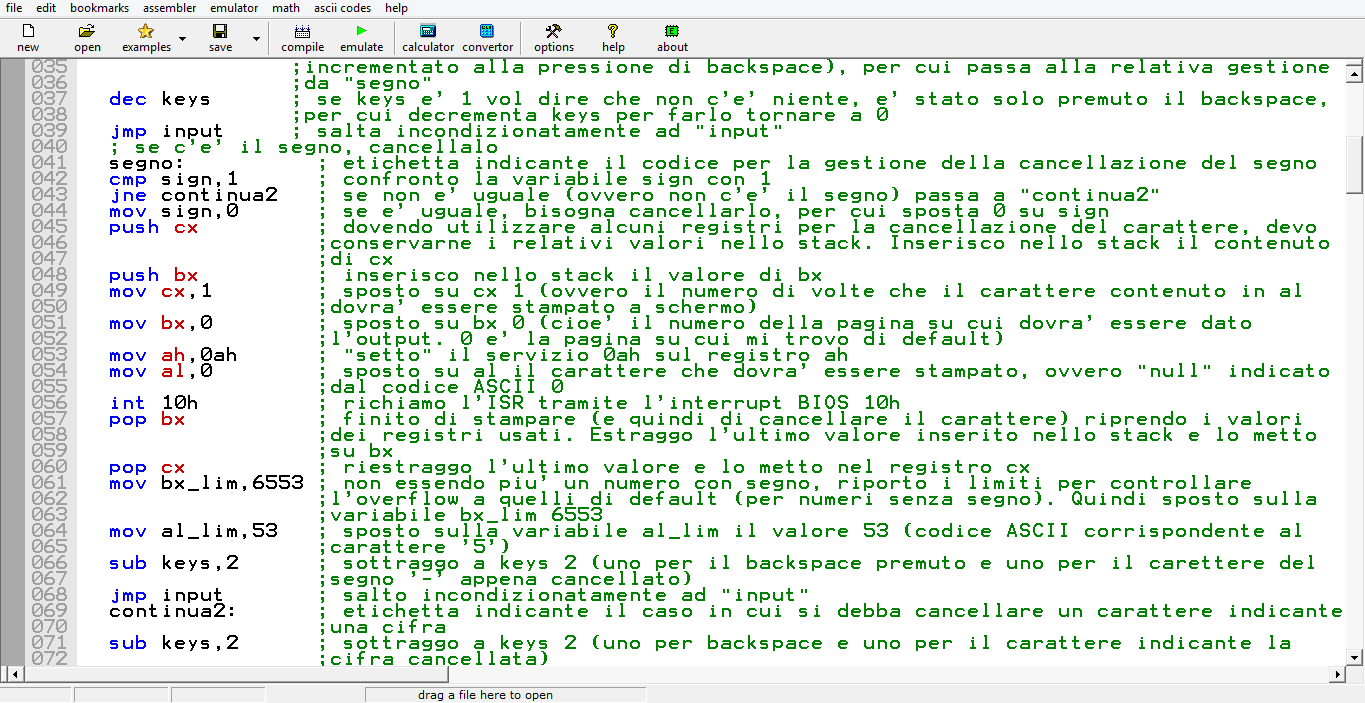 file edit bookmarks assembler emulator math ascii codes help
new open examples save compile emulate calculator convertor options help about
035 ;incrementato alla pressione di backspace), per cui passa alla relativa gestione
036 ;da "segno"
037 dec keys ; se keys e' 1 vol dire che non c'e' niente, e' stato solo premuto il backspace,
038 ;per cui decrementa keys per farlo tornare a 0
039 jmp input ; salta incondizionatamente ad "input"
040 ; se c'e' il segno, cancellalo
041 segno: ; etichetta indicante il codice per la gestione della cancellazione del segno
042 cmp sign,1 ; confronto la variabile sign con 1
043 jne continua2 ; se non e' uguale (ovvero non c'e' il segno) passa a "continua2"
044 mov sign,0 ; se e' uguale, bisogna cancellarlo, per cui sposta 0 su sign
045 push cx ; dovendo utilizzare alcuni registri per la cancellazione del carattere, devo
046 ;conservarne i relativi valori nello stack. Inserisco nello stack il contenuto
047 ;di cx
048 push bx ; inserisco nello stack il valore di bx
049 mov cx,1 ; sposto su cx 1 (ovvero il numero di volte che il carattere contenuto in al
050 ;dovra' essere stampato a schermo)
051 mov bx,0 ; sposto su bx 0 (cioe' il numero della pagina su cui dovra' essere dato
052 ;l'output. 0 e' la pagina su cui mi trovo di default)
053 mov ah,0ah ; "setto" il servizio 0ah sul registro ah
054 mov al,0 ; sposto su al il carattere che dovra' essere stampato, ovvero "null" indicato
055 ;dal codice ASCII 0
056 int 10h ; richiamo l'ISR tramite l'interrupt BIOS 10h
057 pop bx ; finito di stampare (e quindi di cancellare il carattere) riprendo i valori
058 ;dei registri usati. Estraggo l'ultimo valore inserito nello stack e lo metto
059 ;su bx
060 pop cx ; riestraggo l'ultimo valore e lo metto nel registro cx
061 mov bx_lim,6553 ; non essendo piu' un numero con segno, riporto i limiti per controllare
062 ;l'overflow a quelli di default (per numeri senza segno). Quindi sposto sulla
063 ;variabile bx_lim 6553
064 mov al_lim,53 ; sposto sulla variabile al_lim il valore 53 (codice ASCII corrispondente al
065 ;carattere '5')
066 sub keys,2 ; sottraggo a keys 2 (uno per il backspace premuto e uno per il carettere del
067 ;segno '-' appena cancellato)
068 jmp input ; salto incondizionatamente ad "input"
069 continua2: ; etichetta indicante il caso in cui si debba cancellare un carattere indicante
070 ;una cifra
071 sub keys,2 ; sottraggo a keys 2 (uno per backspace e uno per il carattere indicante la
072 ;cifra cancellata)
drag a file here to open